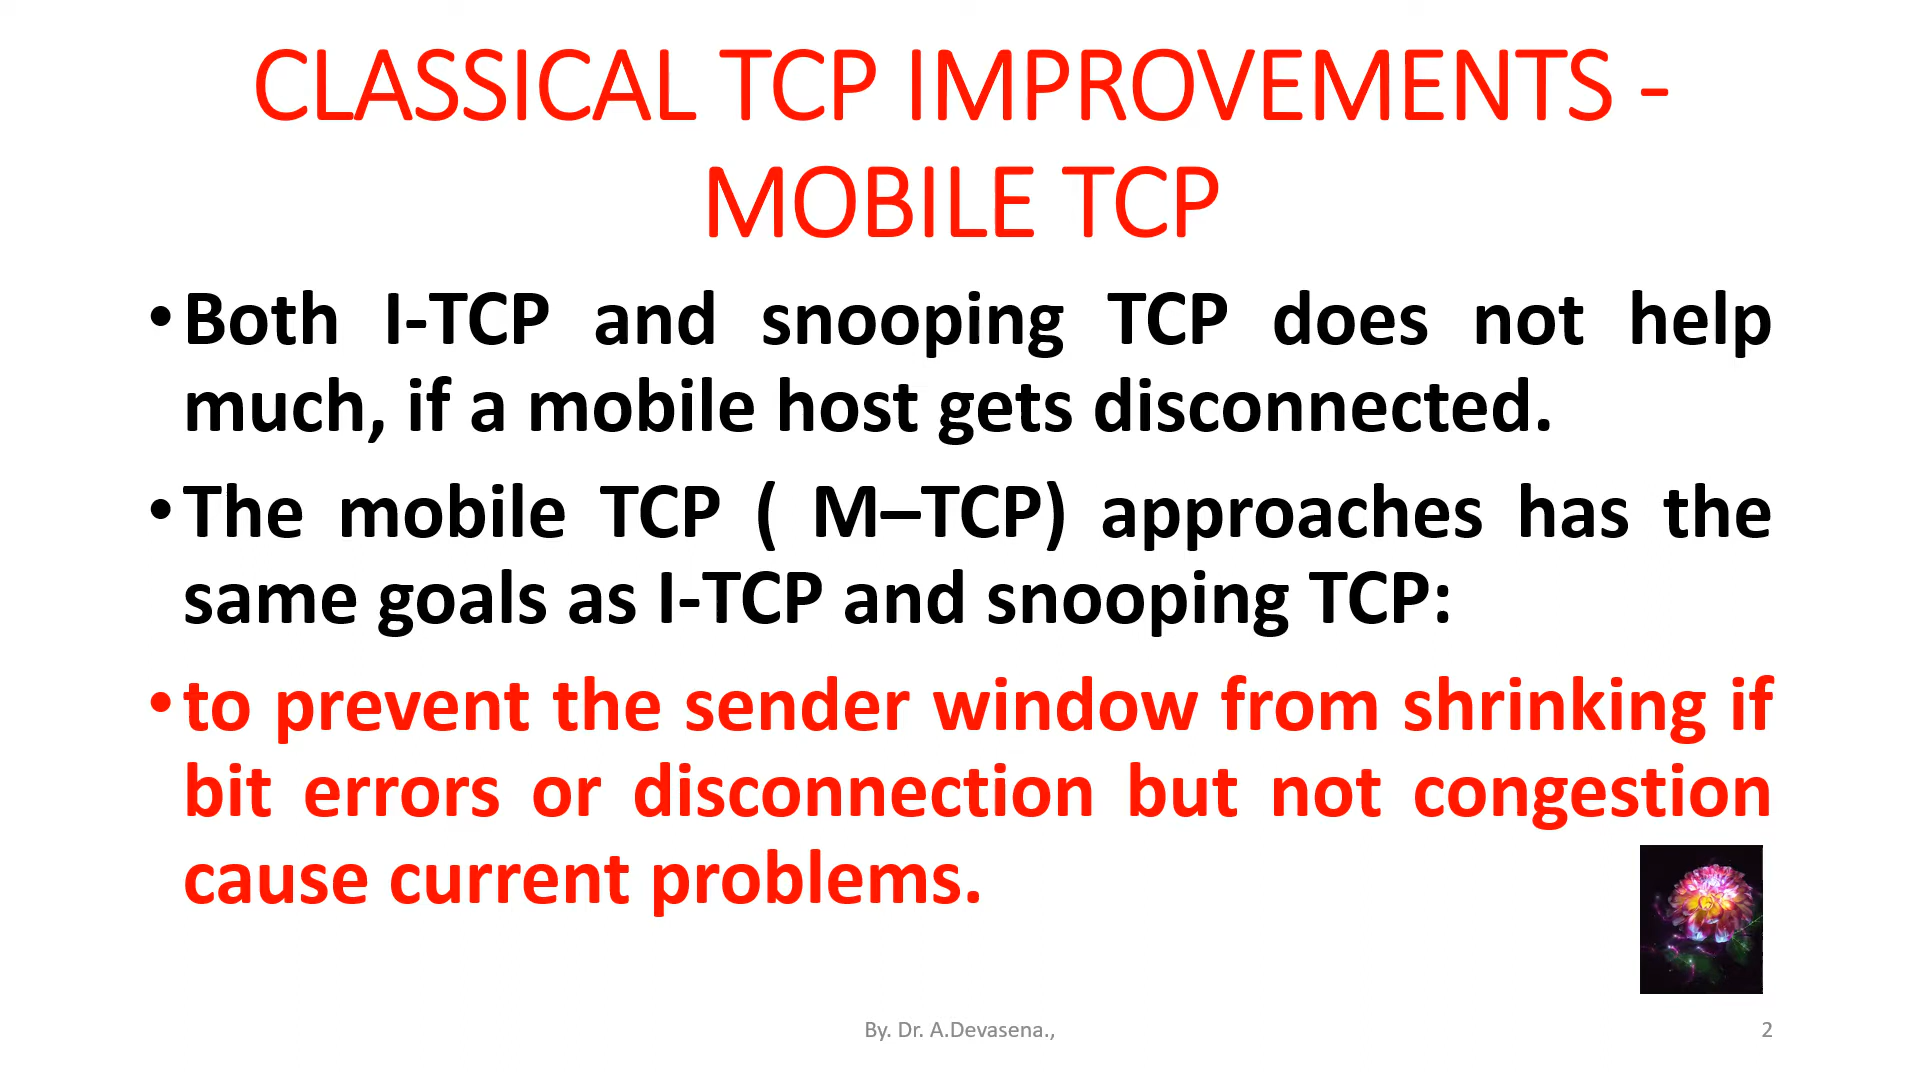 CLASSICAL TCP IMPROVEMENTS -
MOBILE TCP
•Both I-TCP and snooping TCP does not help
much, if a mobile host gets disconnected.
•The mobile TCP ( M–TCP) approaches has the
same goals as I-TCP and snooping TCP:
•to prevent the sender window from shrinking if
bit errors or disconnection but not congestion
cause current problems.
By. Dr. A.Devasena.,
2